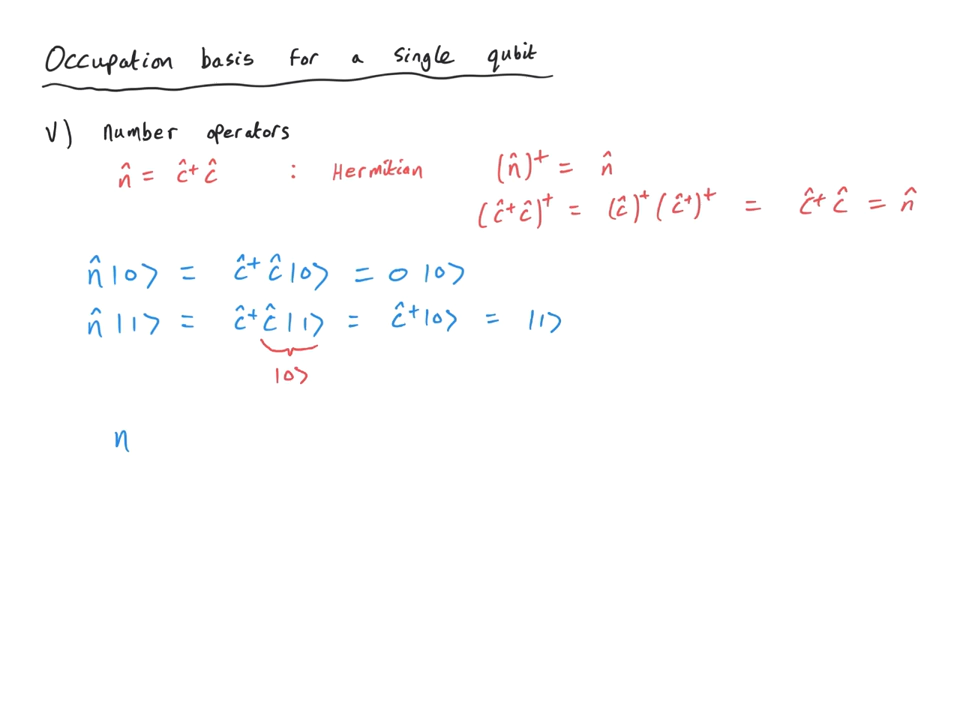 Occupation basis for a single qubit
V) Number operators
n̂ = ĉ⁺ĉ : Hermitian (n̂)⁺ = n̂
(ĉ⁺ĉ)⁺ = (ĉ)⁺(ĉ⁺)⁺ = ĉ⁺ĉ = n̂
n̂|0> = ĉ⁺ĉ|0> = 0|0>
n̂|1> = ĉ⁺ĉ|1> = ĉ⁺|0> = |1>
|0>
n